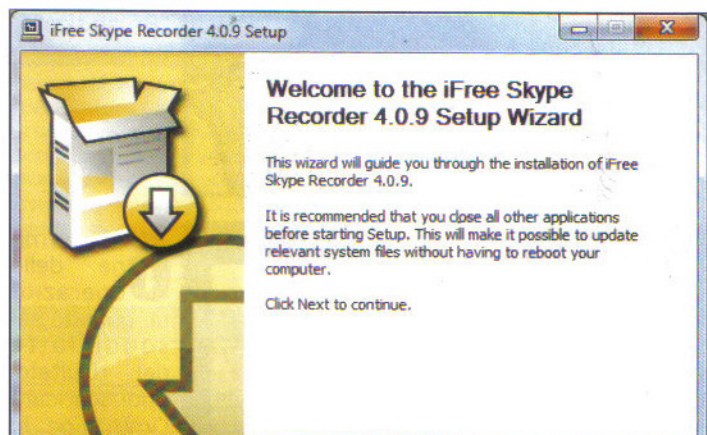 iFree Skype Recorder 4.0.9 Setup
Welcome to the iFree Skype
Recorder 4.0.9 Setup Wizard
This wizard will guide you through the installation of iFree
Skype Recorder 4.0.9.
It is recommended that you close all other applications
before starting Setup. This will make it possible to update
relevant system files without having to reboot your
computer.
Click Next to continue.